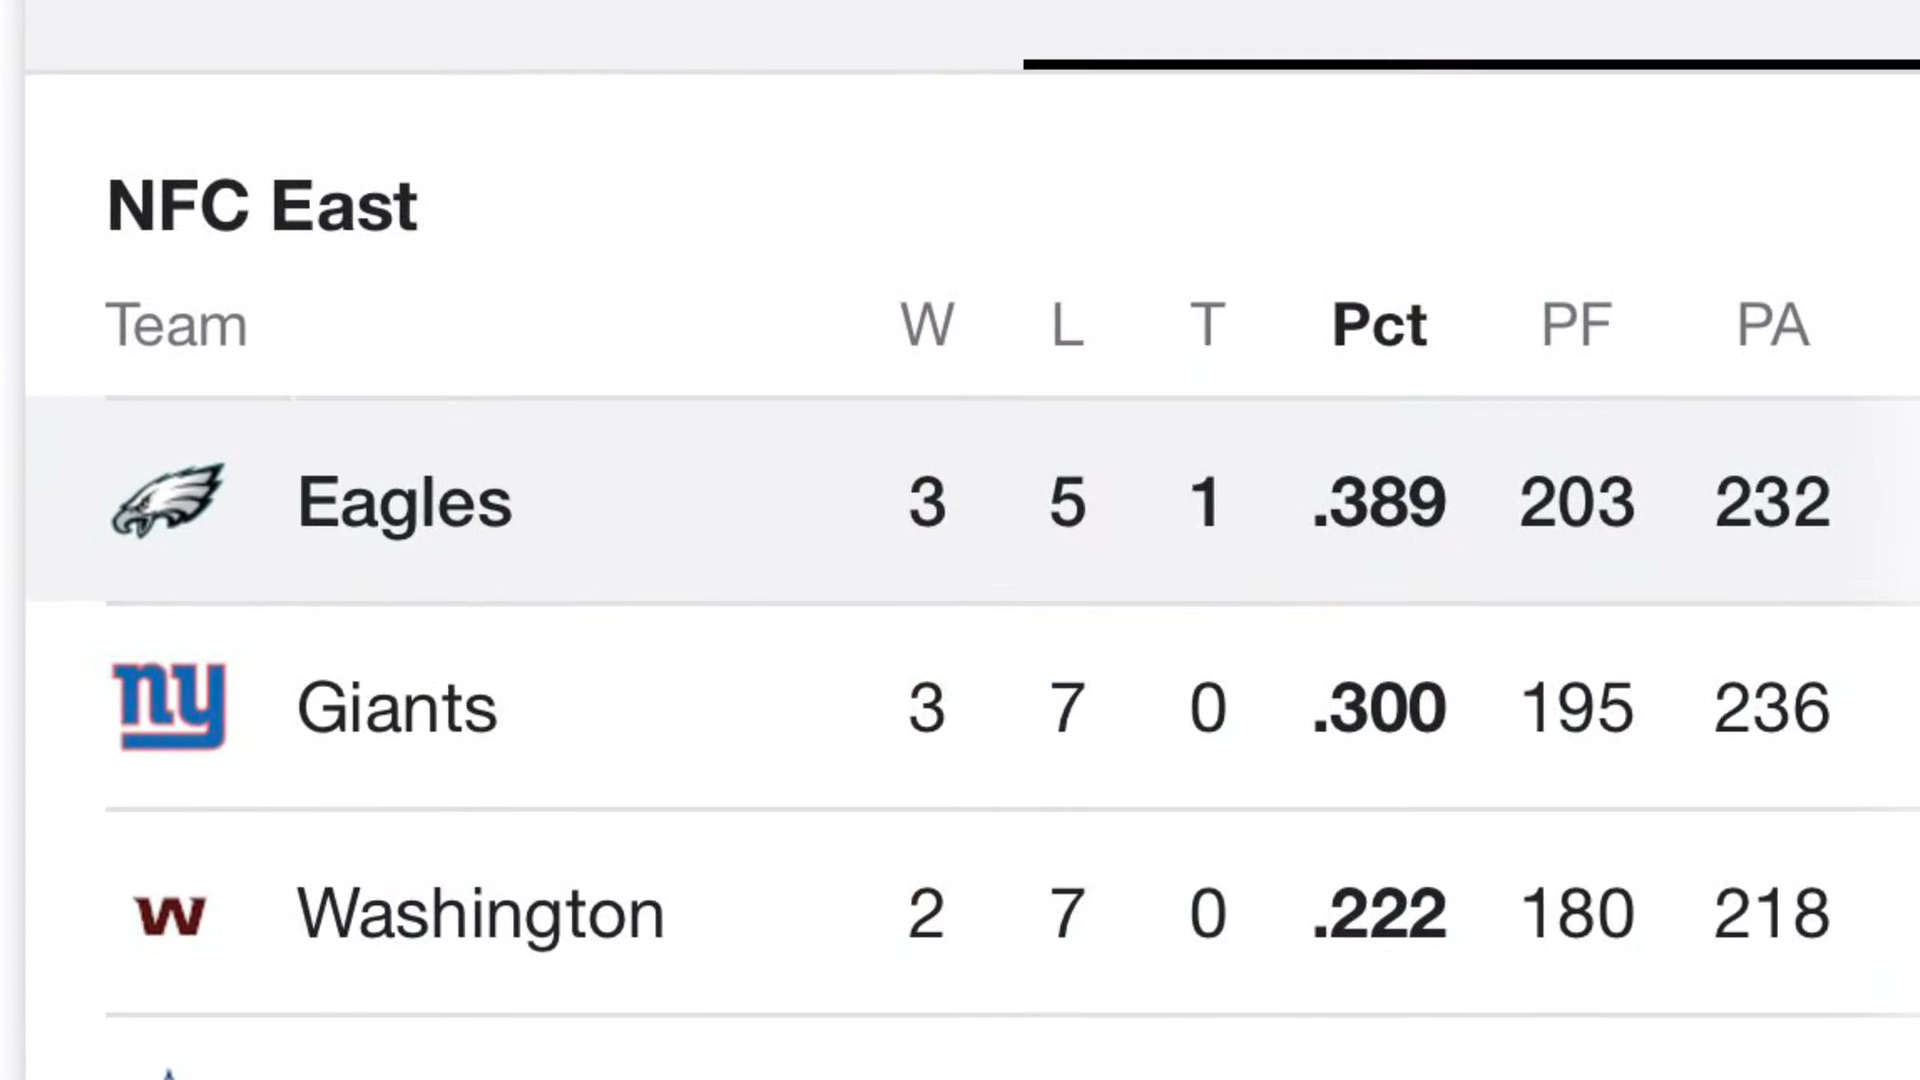 NFC East
Team W L T Pct PF PA
Eagles 3 5 1 .389 203 232
ny Giants 3 7 0 .300 195 236
W Washington 2 7 0 .222 180 218